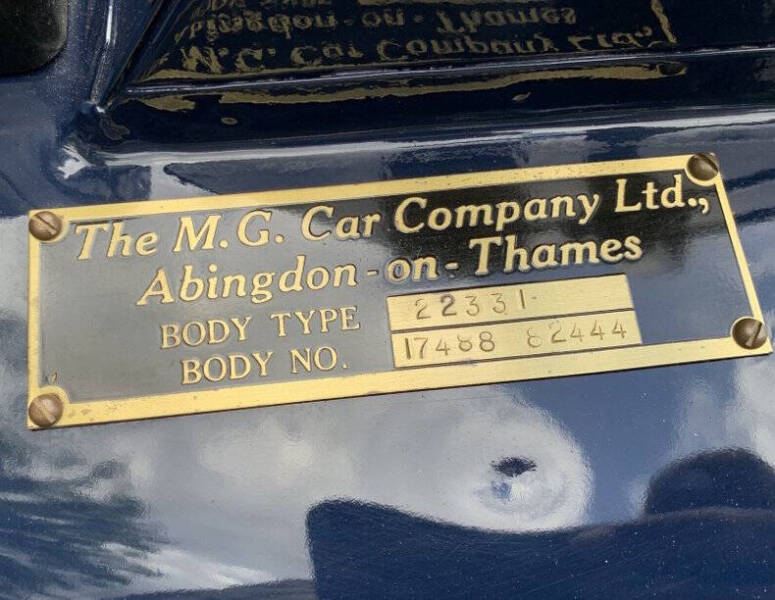 The M.G. Car Company Ltd.,
Abingdon-on-Thames
BODY TYPE 22331
BODY NO. 17488 82444